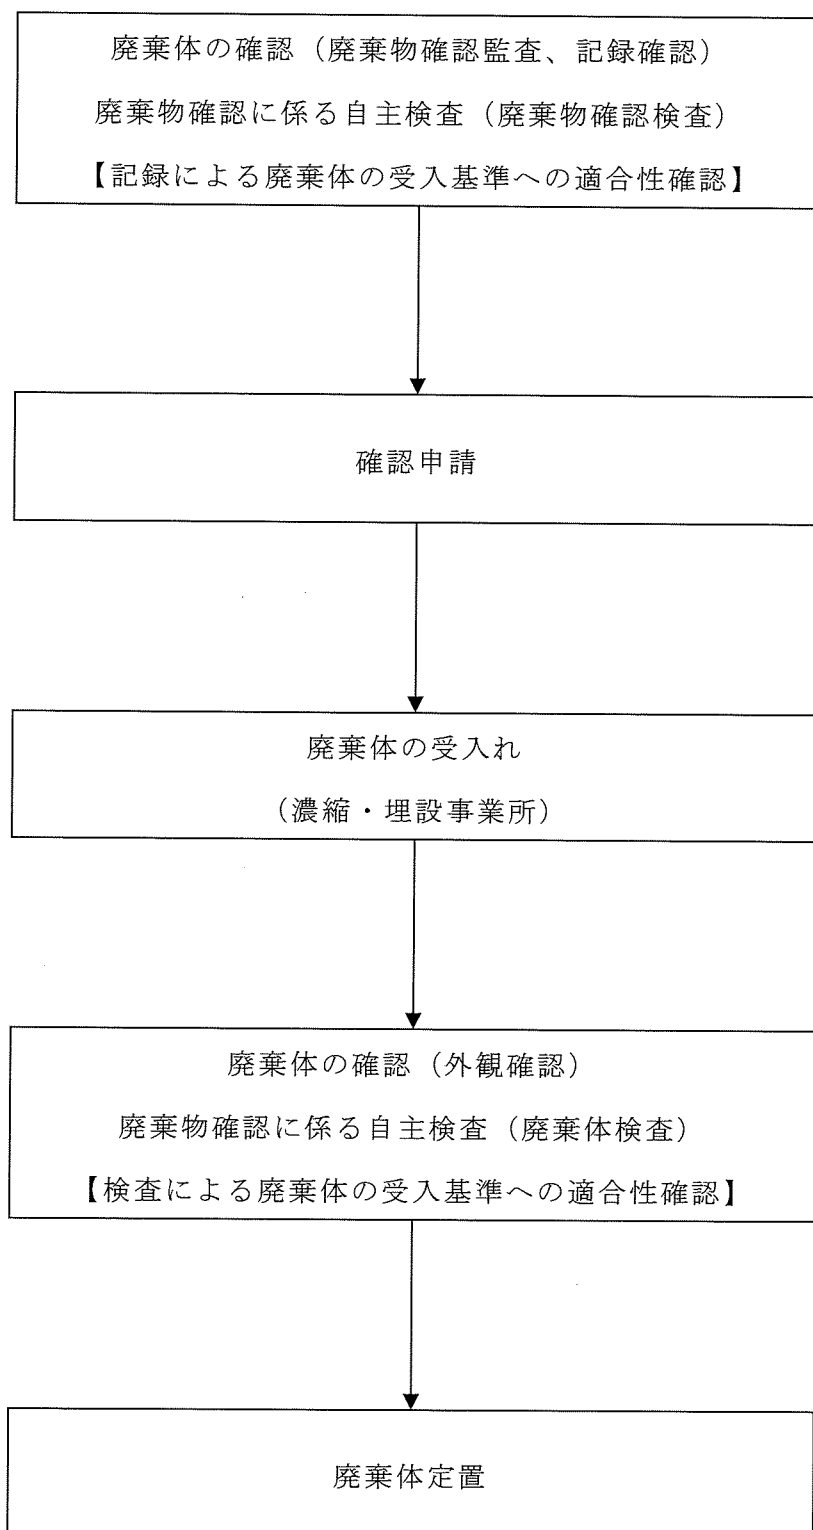 廃棄体の確認（廃棄物確認監査、記録確認）
廃棄物確認に係る自主検査（廃棄物確認検査）
【記録による廃棄体の受入基準への適合性確認】
確認申請
廃棄体の受入れ
（濃縮・埋設事業所）
廃棄体の確認（外観確認）
廃棄物確認に係る自主検査（廃棄体検査）
【検査による廃棄体の受入基準への適合性確認】
廃棄体定置